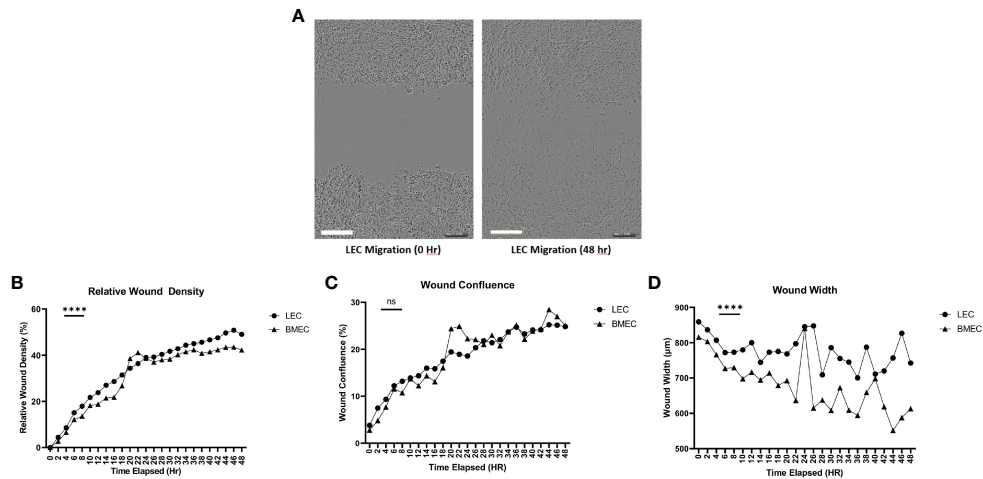 A
LEC Migration (0 Hr)
LEC Migration (48 hr)
B
Relative Wound Density
****
LEC
BMEC
Relative Wound Density (%)
60
40
20
0
0 2 4 6 8 10 12 14 16 18 20 22 24 26 28 30 32 34 36 38 40 42 44 46 48
Time Elapsed (Hr)
C
Wound Confluence
ns
LEC
BMEC
Wound Confluence (%)
30
20
10
0
0 2 4 6 8 10 12 14 16 18 20 22 24 26 28 30 32 34 36 38 40 42 44 46 48
Time Elapsed (HR)
D
Wound Width
****
LEC
BMEC
Wound Width (μm)
900
800
700
600
500
0 2 4 6 8 10 12 14 16 18 20 22 24 26 28 30 32 34 36 38 40 42 44 46 48
Time Elapsed (HR)